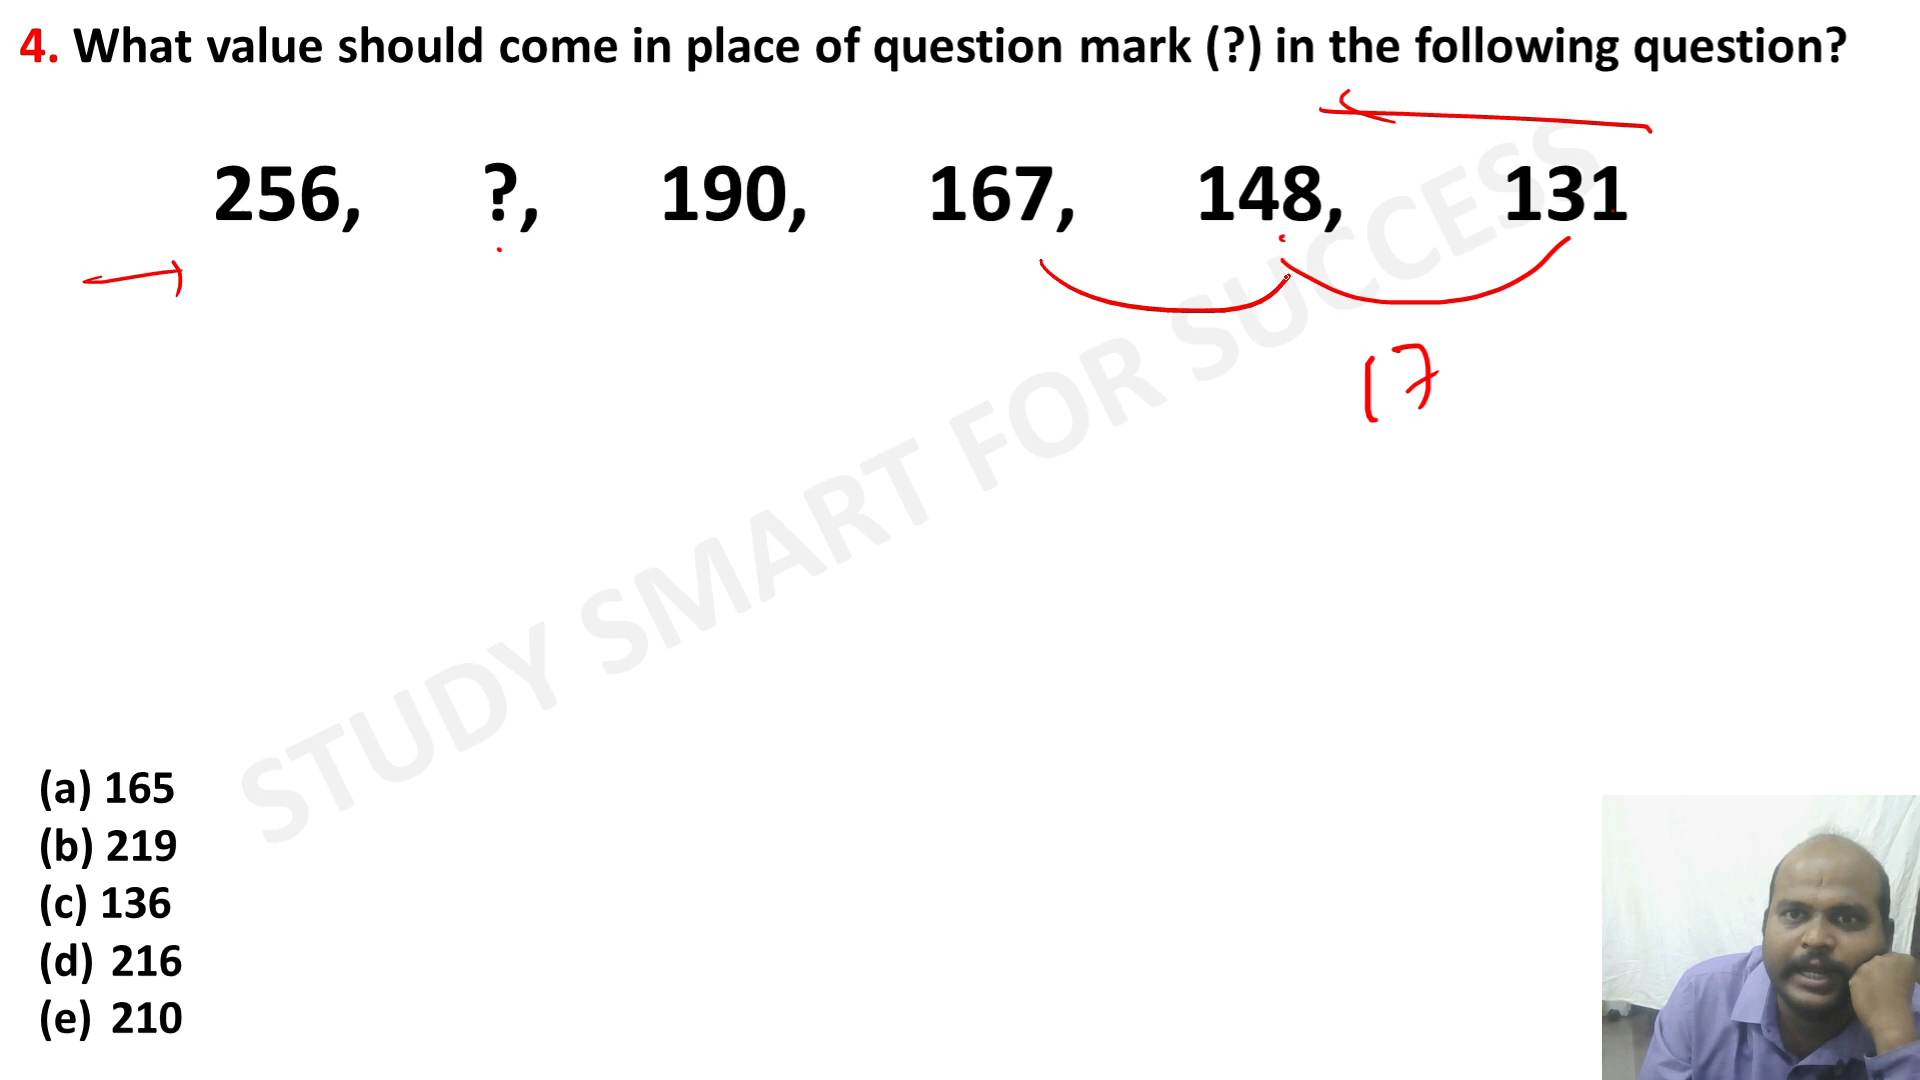 4. What value should come in place of question mark (?) in the following question?
256, ?, 190, 167, 148, 131
17
STUDY SMART FOR SUCCESS
(a) 165
(b) 219
(c) 136
(d) 216
(e) 210